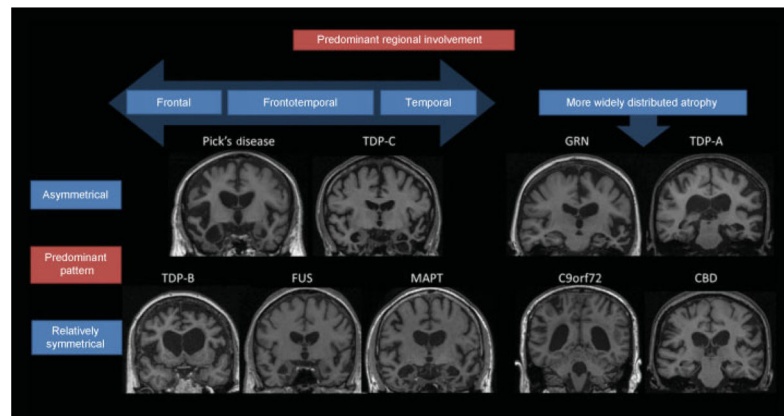 Predominant regional involvement
Frontal
Frontotemporal
Temporal
More widely distributed atrophy
Pick's disease
TDP-C
GRN
TDP-A
Asymmetrical
Predominant
pattern
TDP-B
FUS
MAPT
C9orf72
CBD
Relatively
symmetrical